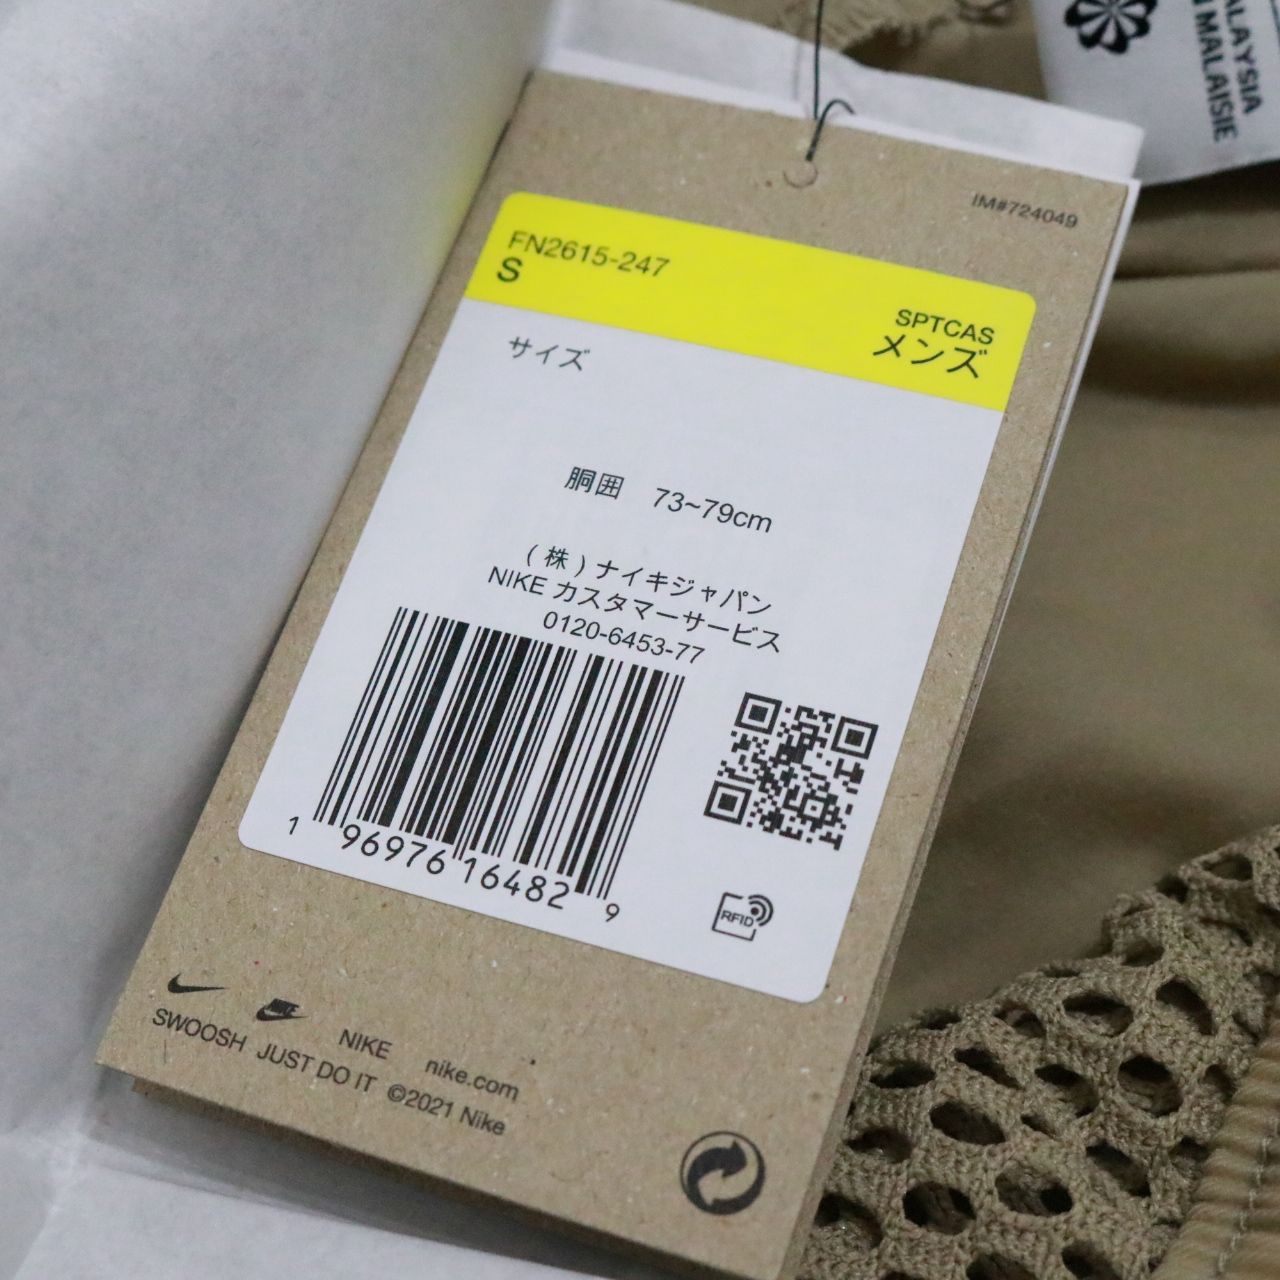 ALAYSIA
N MALAISIE
IM#724049
FN2615-247
S
SPTCAS
メンズ
サイズ
胴囲 73~79cm
(株)ナイキジャパン
NIKE カスタマーサービス
0120-6453-77
1 96976 16482 9
RFID
NIKE nike.com
SWOOSH JUST DO IT ©2021 Nike